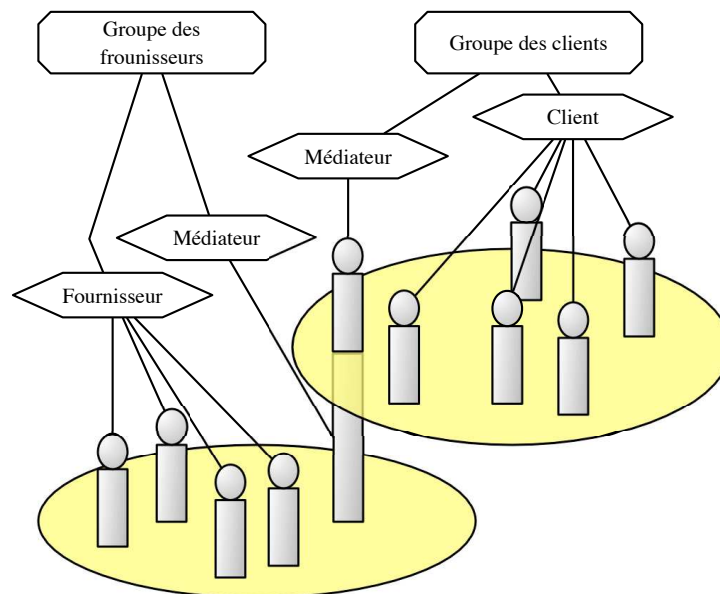 Groupe des
frounisseurs
Groupe des clients
Client
Médiateur
Médiateur
Fournisseur